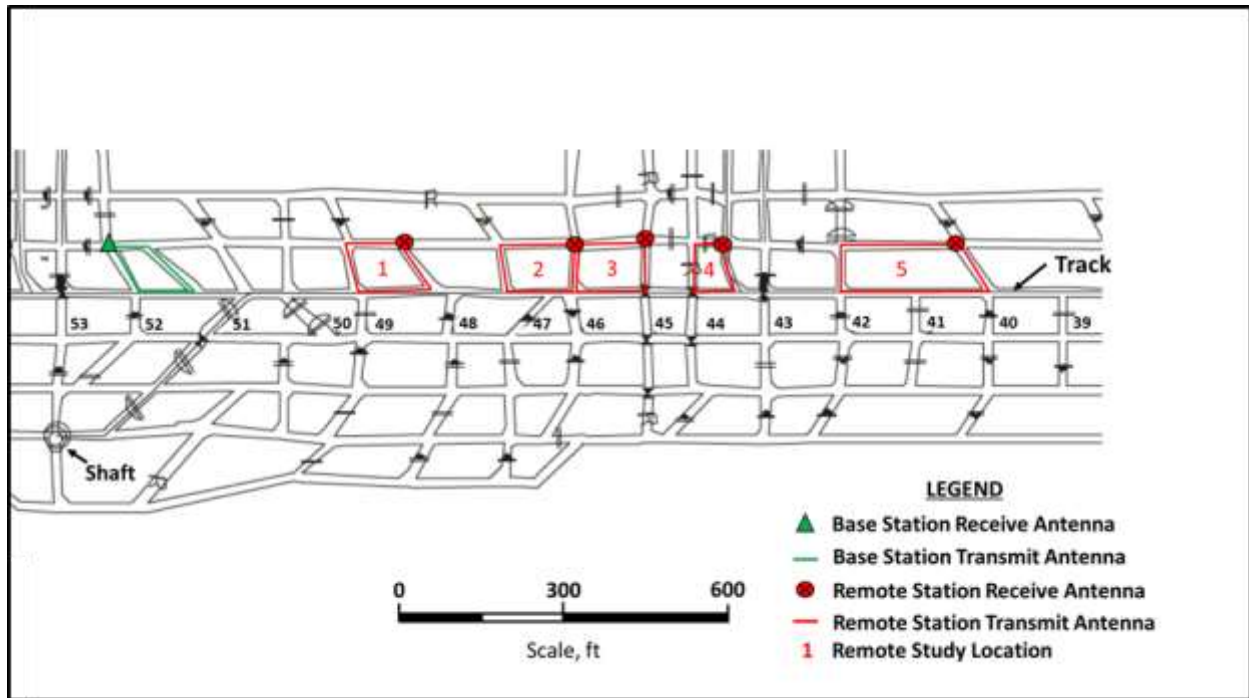 1
2
3
4
5
Track
53 52 51 50 49 48 47 46 45 44 43 42 41 40 39
Shaft
LEGEND
Base Station Receive Antenna
Base Station Transmit Antenna
Remote Station Receive Antenna
Remote Station Transmit Antenna
1 Remote Study Location
0 300 600
Scale, ft